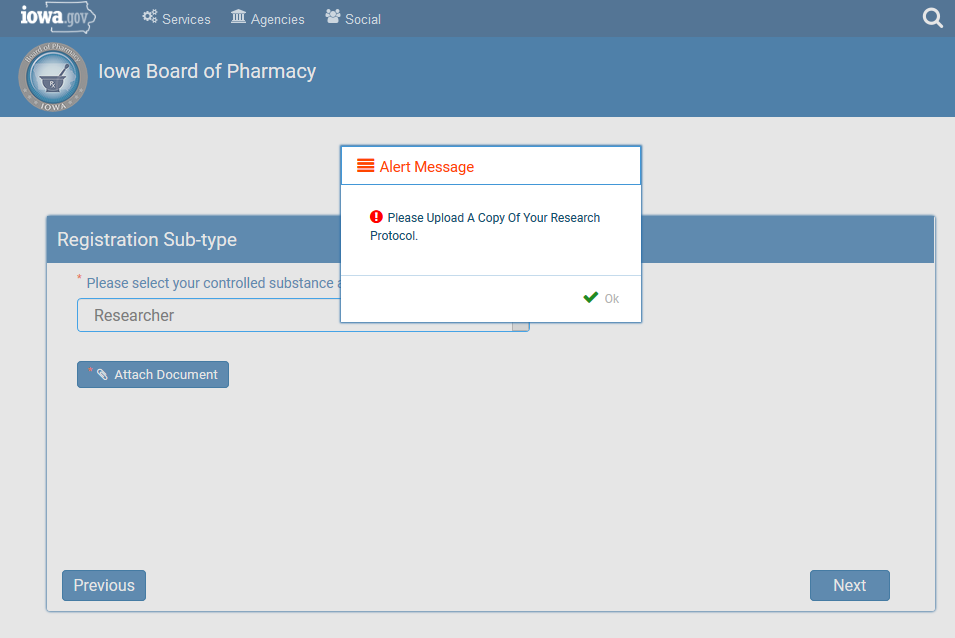 iowa.gov
Services
Agencies
Social
Board of Pharmacy
Rx
IOWA
Iowa Board of Pharmacy
Alert Message
Please Upload A Copy Of Your Research
Protocol.
Ok
Registration Sub-type
* Please select your controlled substance
Researcher
* Attach Document
Previous
Next